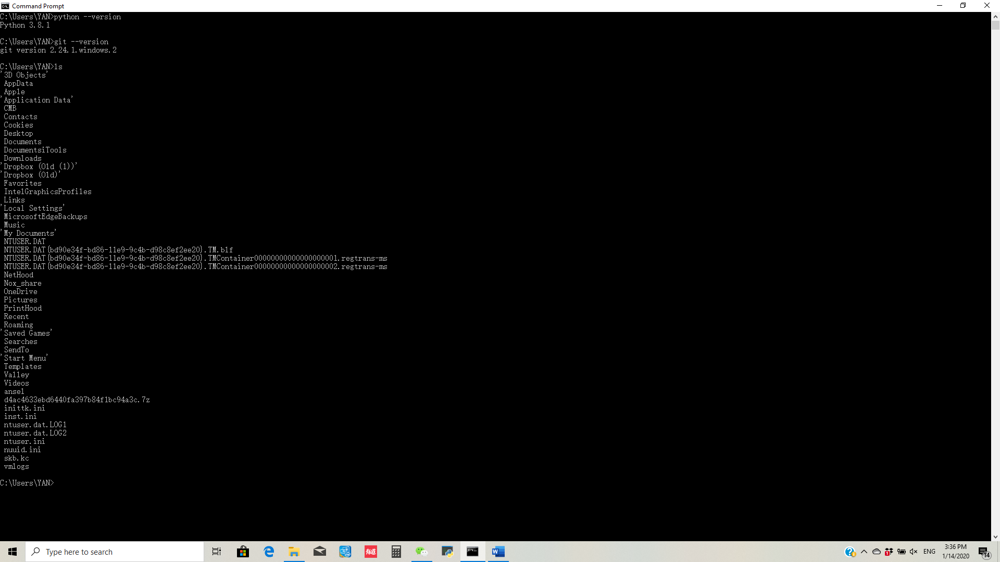 Command Prompt
C:\Users\YAN>python --version
Python 3.8.1
C:\Users\YAN>git --version
git version 2.24.1.windows.2
C:\Users\YAN>ls
'3D Objects'
AppData
Apple
'Application Data'
CMB
Contacts
Cookies
Desktop
Documents
DocumentsiTools
Downloads
'Dropbox (Old (1))'
'Dropbox (Old)'
Favorites
IntelGraphicsProfiles
Links
'Local Settings'
MicrosoftEdgeBackups
Music
'My Documents'
NTUSER.DAT
NTUSER.DAT{bd90e34f-bd86-11e9-9c4b-d98c8ef2ee20}.TM.blf
NTUSER.DAT{bd90e34f-bd86-11e9-9c4b-d98c8ef2ee20}.TMContainer00000000000000000001.regtrans-ms
NTUSER.DAT{bd90e34f-bd86-11e9-9c4b-d98c8ef2ee20}.TMContainer00000000000000000002.regtrans-ms
NetHood
Nox_share
OneDrive
Pictures
PrintHood
Recent
Roaming
'Saved Games'
Searches
SendTo
'Start Menu'
Templates
Valley
Videos
ansel
d4ac4633ebd6440fa397b84f1bc94a3c.7z
inittk.ini
inst.ini
ntuser.dat.LOG1
ntuser.dat.LOG2
ntuser.ini
nuuid.ini
skb.kc
vmlogs
C:\Users\YAN>
Type here to search
有道
ENG
3:36 PM
1/14/2020
14